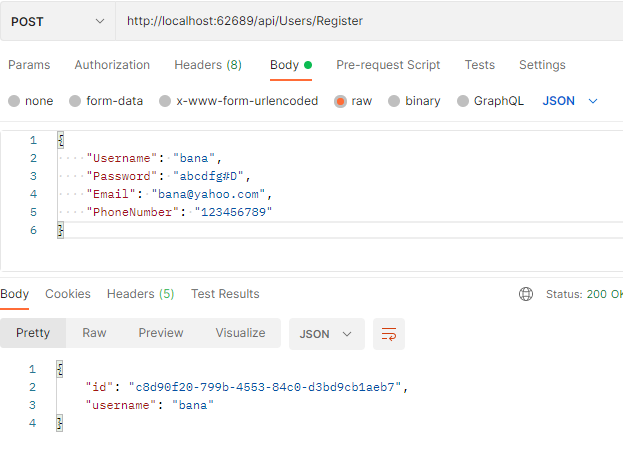 POST http://localhost:62689/api/Users/Register
Params Authorization Headers (8) Body Pre-request Script Tests Settings
none form-data x-www-form-urlencoded raw binary GraphQL JSON
1 {
2 "Username": "bana",
3 "Password": "abcdfg#D",
4 "Email": "bana@yahoo.com",
5 "PhoneNumber": "123456789"
6 }
Body Cookies Headers (5) Test Results Status: 200 OK
Pretty Raw Preview Visualize JSON
1 {
2 "id": "c8d90f20-799b-4553-84c0-d3bd9cb1aeb7",
3 "username": "bana"
4 }